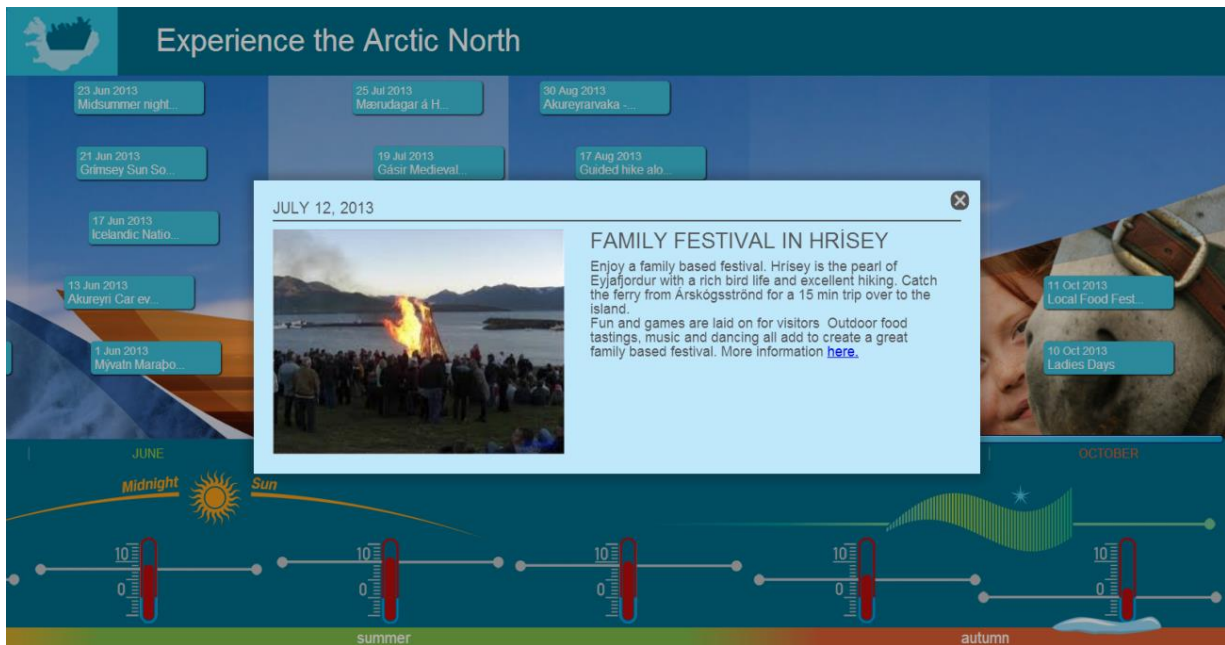 Experience the Arctic North
23 Jun 2013
Midsummer night...
25 Jul 2013
Mærudagar á H...
30 Aug 2013
Akureyrarvaka -...
21 Jun 2013
Grímsey Sun So...
19 Jul 2013
Gásir Medieval...
17 Aug 2013
Guided hike alo...
17 Jun 2013
Icelandic Natio...
13 Jun 2013
Akureyri Car ev...
1 Jun 2013
Mývatn Maraþo...
JULY 12, 2013
FAMILY FESTIVAL IN HRÍSEY
Enjoy a family based festival. Hrísey is the pearl of
Eyjafjordur with a rich bird life and excellent hiking. Catch
the ferry from Árskógsströnd for a 15 min trip over to the
island.
Fun and games are laid on for visitors  Outdoor food
tastings, music and dancing all add to create a great
family based festival. More information here.
11 Oct 2013
Local Food Fest...
10 Oct 2013
Ladies Days
JUNE
OCTOBER
Midnight Sun
10
0
10
0
10
0
10
0
10
0
summer
autumn